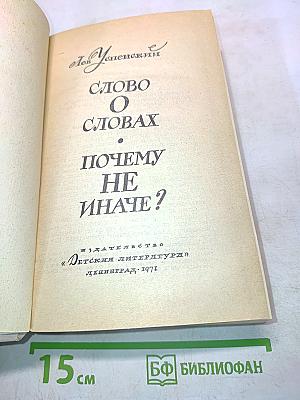 Лев Успенский
СЛОВО
О
СЛОВАХ
•
ПОЧЕМУ
НЕ
ИНАЧЕ?
ИЗДАТЕЛЬСТВО
«ДЕТСКАЯ ЛИТЕРАТУРА»
ЛЕНИНГРАД·1971
15 см
БФ БИБЛИОФАН